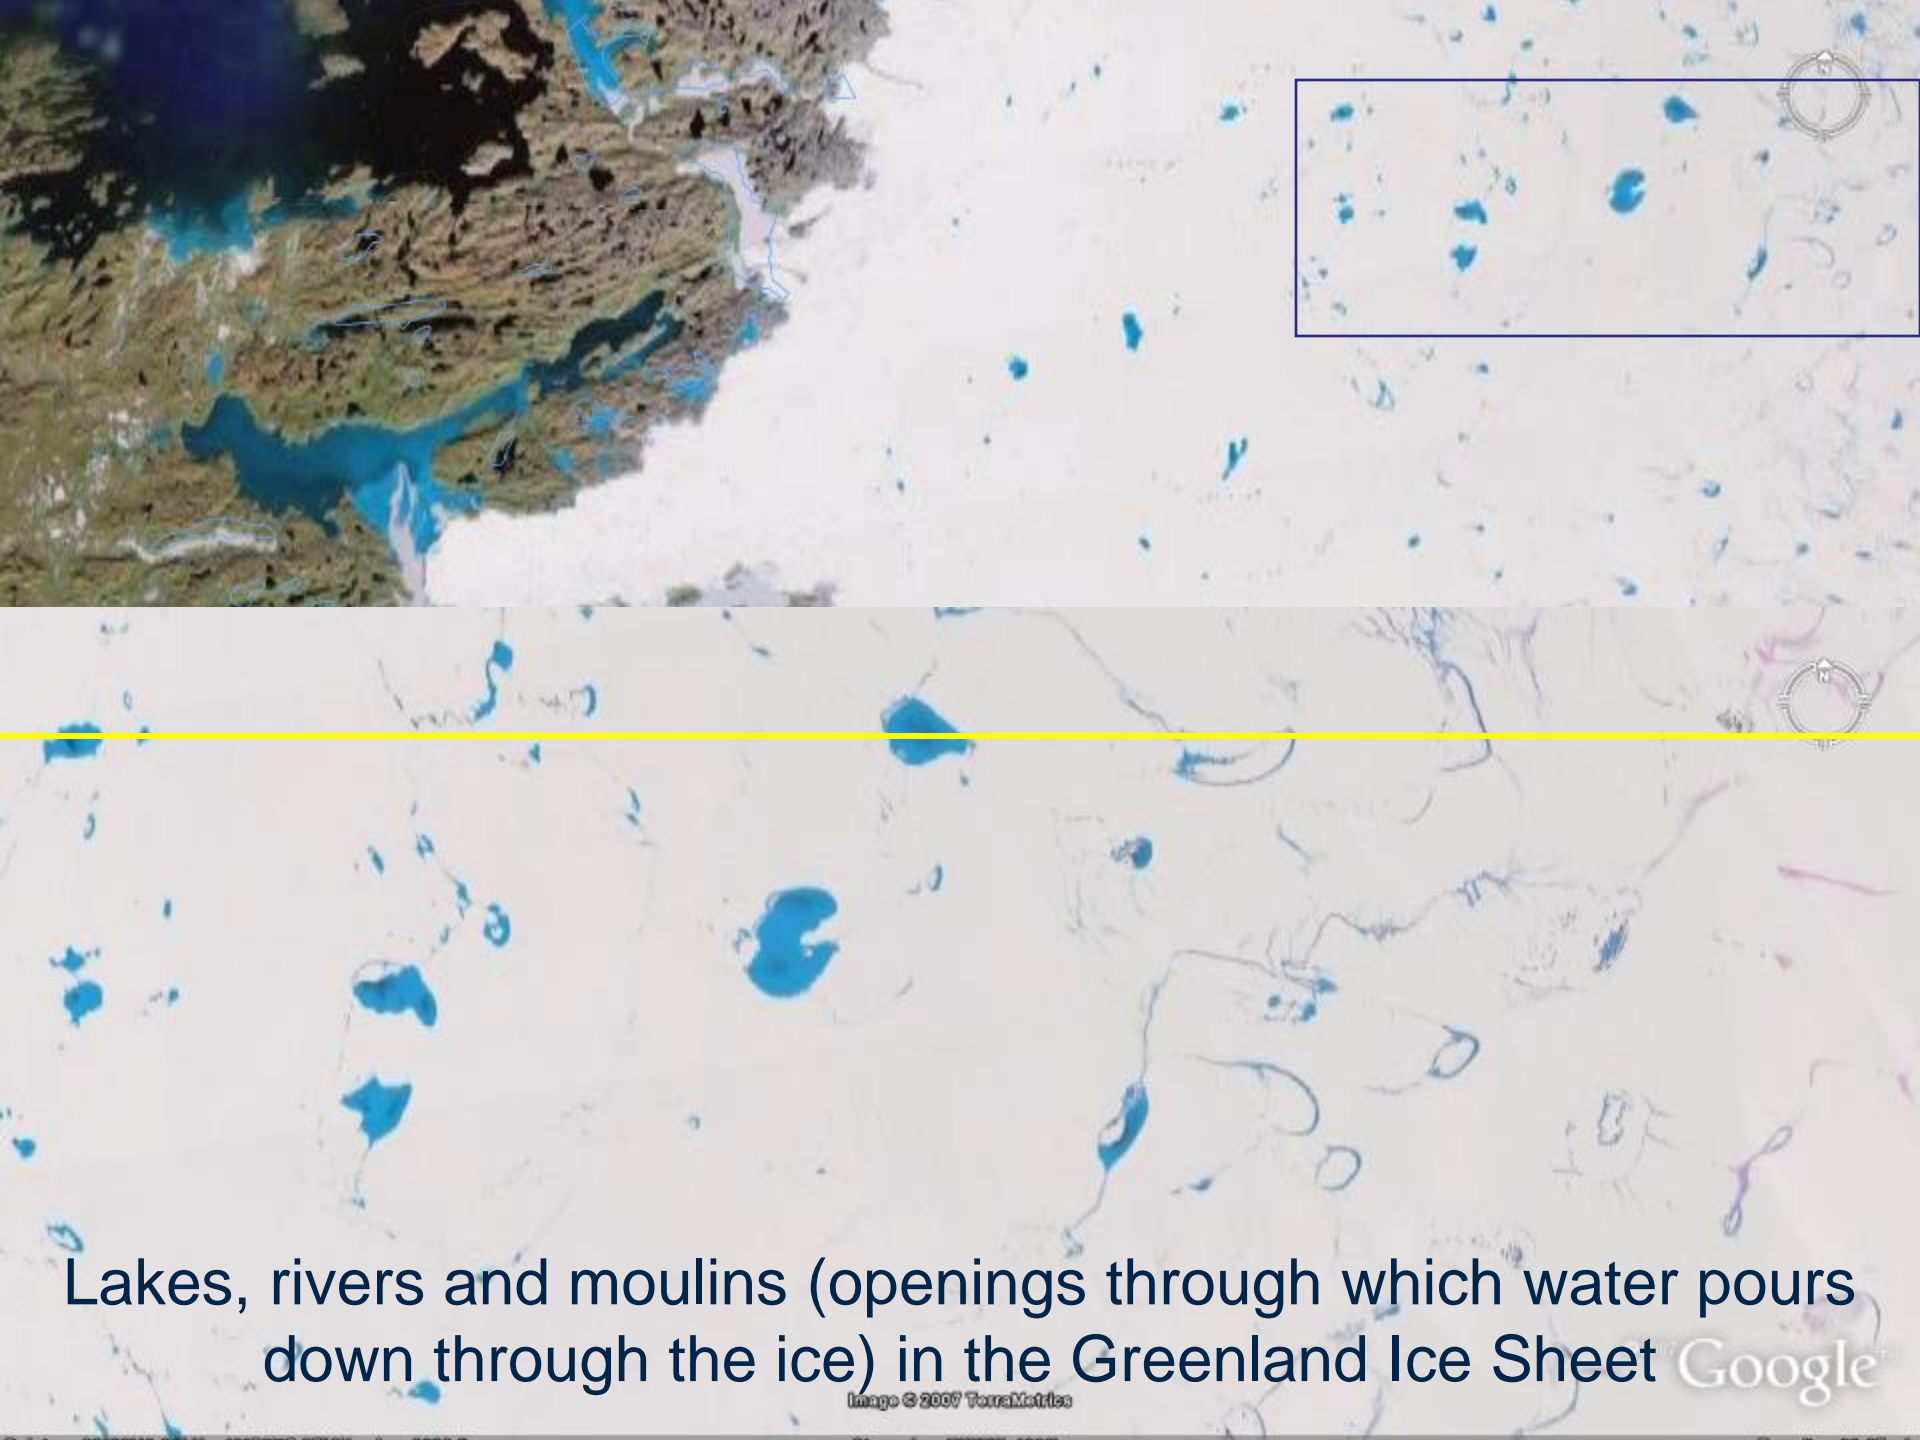 N
N
Lakes, rivers and moulins (openings through which water pours
down through the ice) in the Greenland Ice Sheet
Google
Image © 2007 TerraMetrics